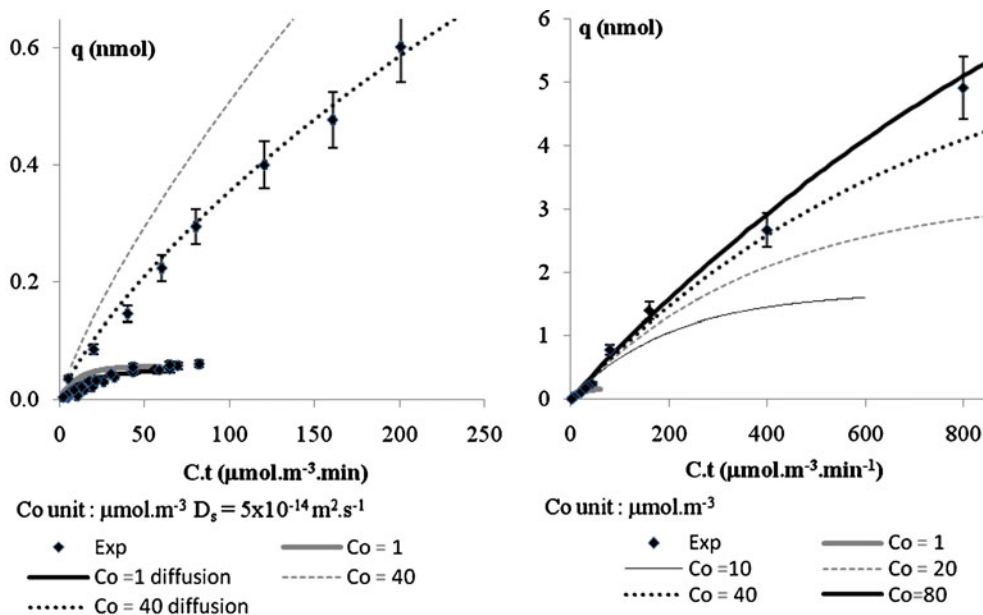 q (nmol)
0.6
0.4
0.2
0.0
0 50 100 150 200 250
C.t (µmol.m⁻³.min)
Co unit : µmol.m⁻³ Dₛ = 5x10⁻¹⁴ m².s⁻¹
Exp
Co = 1
Co =1 diffusion
Co = 40
Co = 40 diffusion
q (nmol)
6
5
4
3
2
1
0
0 200 400 600 800
C.t (µmol.m⁻³.min⁻¹)
Co unit : µmol.m⁻³
Exp
Co = 1
Co =10
Co = 20
Co = 40
Co=80